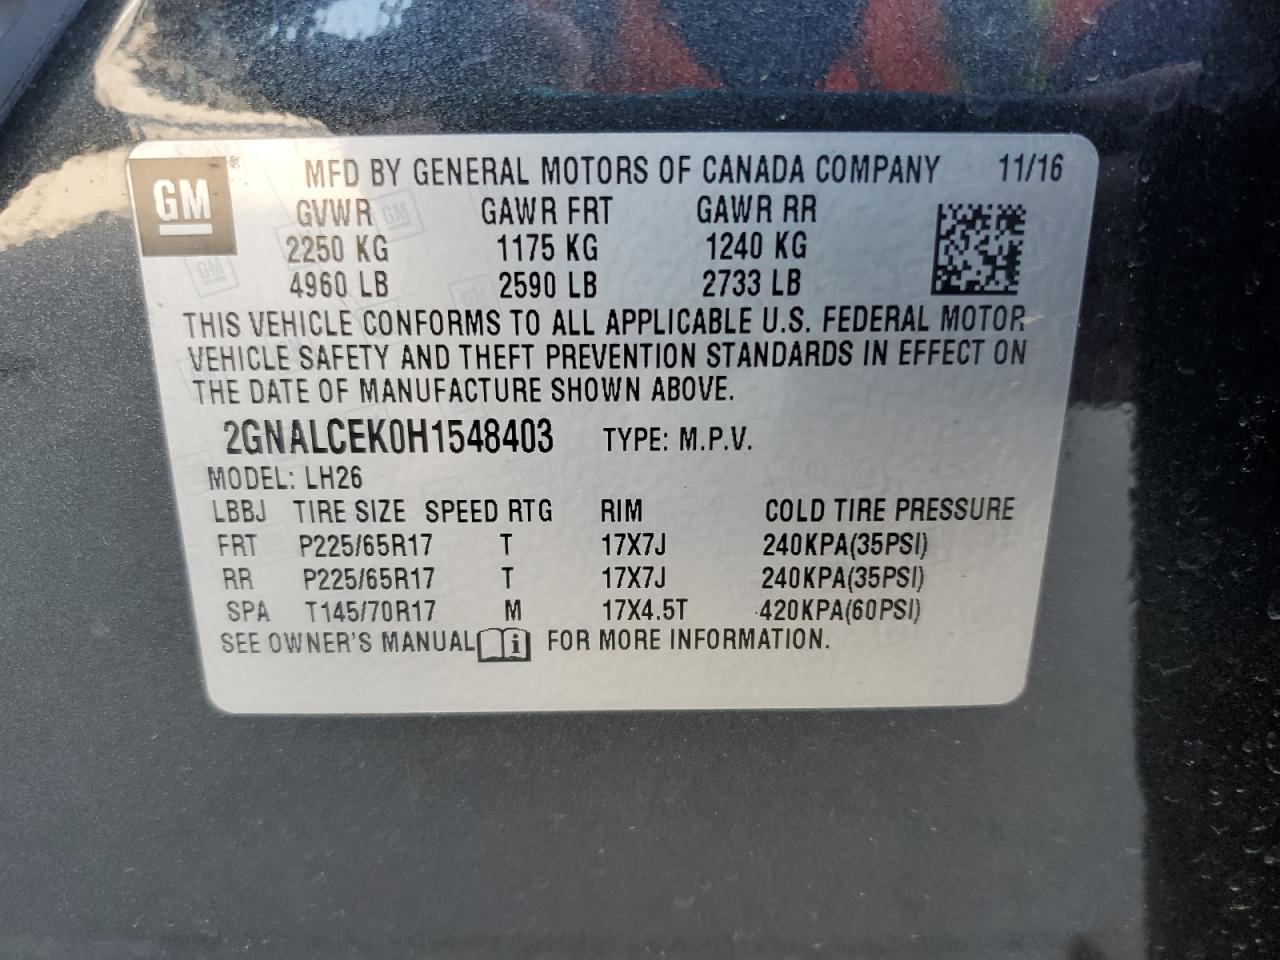 GM® MFD BY GENERAL MOTORS OF CANADA COMPANY 11/16
GVWR GAWR FRT GAWR RR
2250 KG 1175 KG 1240 KG
4960 LB 2590 LB 2733 LB
THIS VEHICLE CONFORMS TO ALL APPLICABLE U.S. FEDERAL MOTOR
VEHICLE SAFETY AND THEFT PREVENTION STANDARDS IN EFFECT ON
THE DATE OF MANUFACTURE SHOWN ABOVE.
2GNALCEK0H1548403 TYPE: M.P.V.
MODEL: LH26
LBBJ TIRE SIZE SPEED RTG RIM COLD TIRE PRESSURE
FRT P225/65R17 T 17X7J 240KPA(35PSI)
RR P225/65R17 T 17X7J 240KPA(35PSI)
SPA T145/70R17 M 17X4.5T 420KPA(60PSI)
SEE OWNER'S MANUAL i FOR MORE INFORMATION.